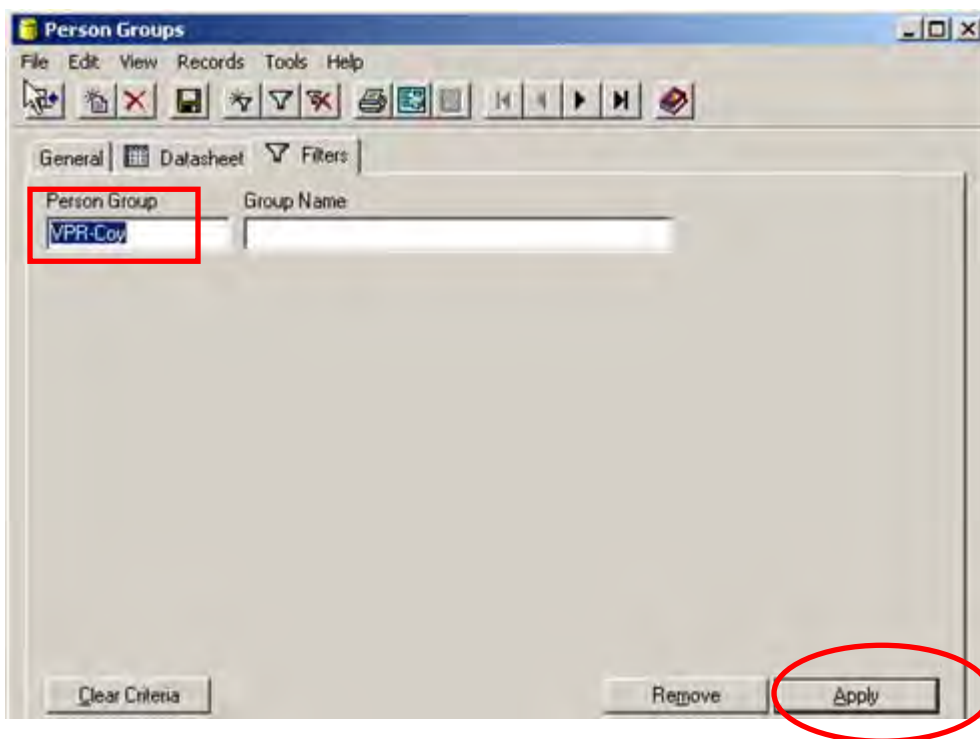 Person Groups
File Edit View Records Tools Help
General Datasheet Filters
Person Group Group Name
VPR-Coy
Clear Criteria Remove Apply